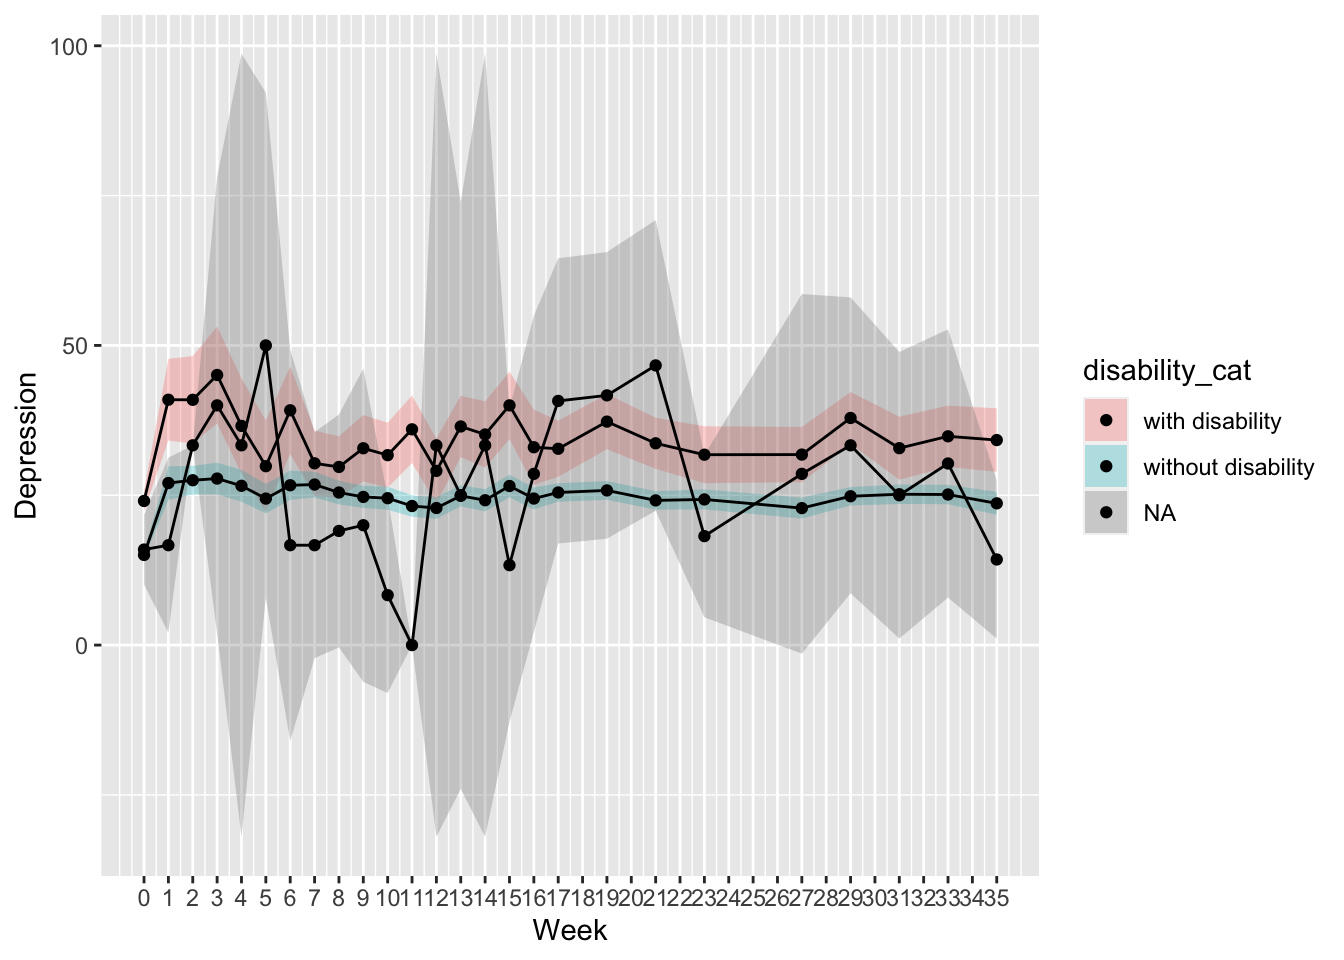 100
50
0
Depression
0 1 2 3 4 5 6 7 8 9 10 11 12 13 14 15 16 17 18 19 20 21 22 23 24 25 26 27 28 29 30 31 32 33 34 35
Week
disability_cat
with disability
without disability
NA